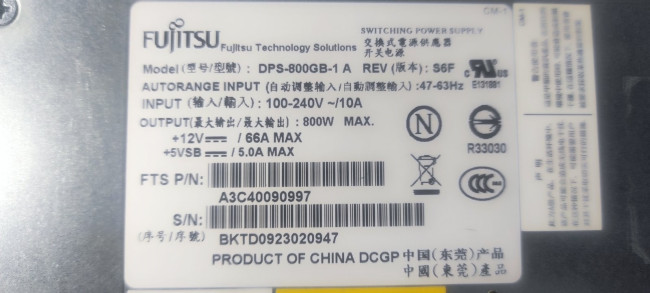 CM-1
FUJITSU Fujitsu Technology Solutions
SWITCHING POWER SUPPLY
交換式電源供應器
开关电源
Model (型号/型號) : DPS-800GB-1 A REV (版本) : S6F
E131881
AUTORANGE INPUT (自动调整输入/自動調整輸入) :47-63Hz
INPUT (输入/輸入) : 100-240V ~/10A
OUTPUT(最大输出/最大輸出) : 800W MAX.
+12V / 66A MAX
+5VSB / 5.0A MAX
N
R33030
FTS P/N:
A3C40090997
CCC
S/N:
(序号/序號)
BKTD0923020947
PRODUCT OF CHINA DCGP 中国(东莞)产品
中國(東莞)產品
声明